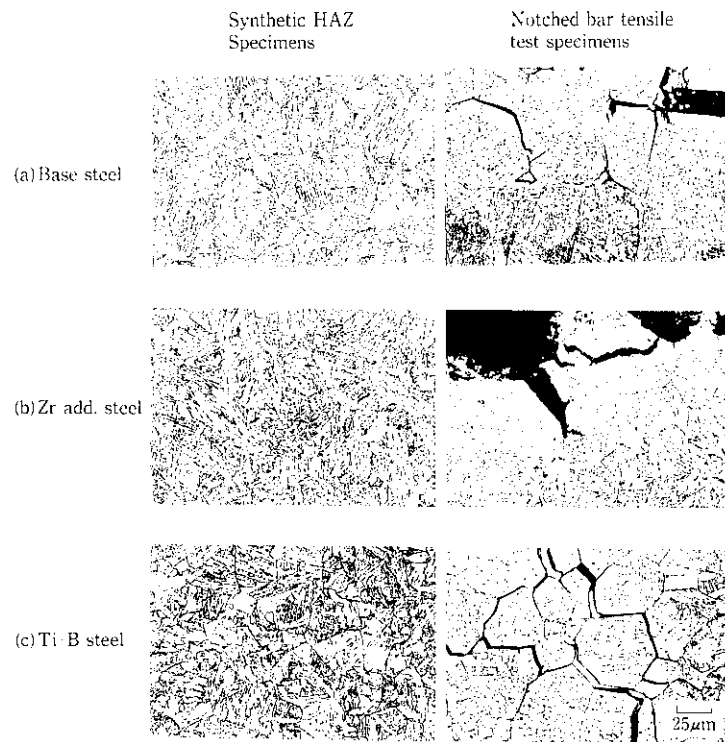 Synthetic HAZ
Specimens
Notched bar tensile
test specimens
(a) Base steel
(b) Zr add. steel
(c) Ti-B steel
25μm